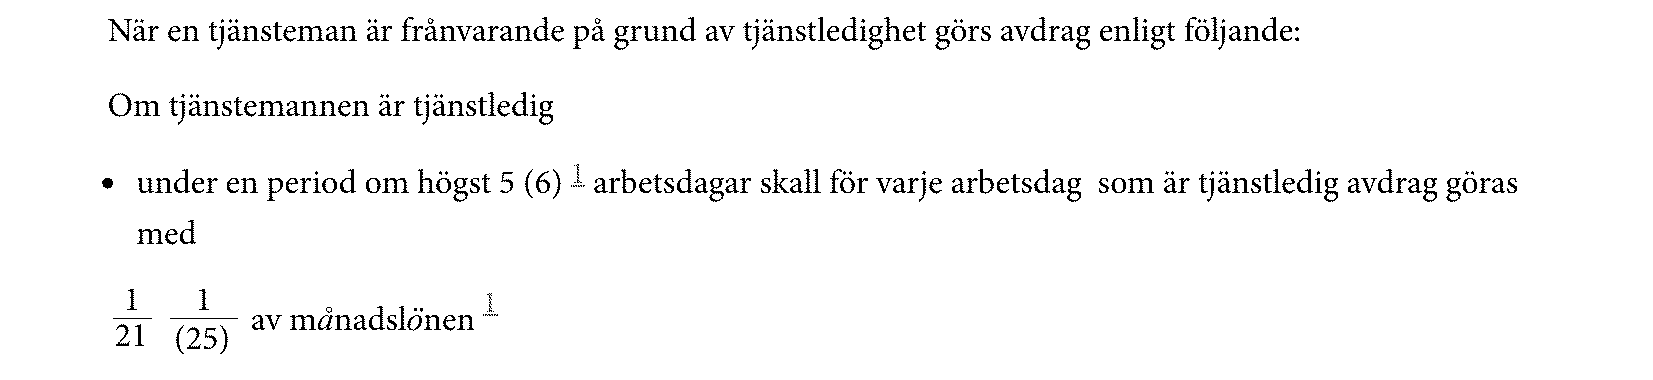 När en tjänsteman är frånvarande på grund av tjänstledighet görs avdrag enligt följande:
Om tjänstemannen är tjänstledig
• under en period om högst 5 (6) 1 arbetsdagar skall för varje arbetsdag som är tjänstledig avdrag göras
med
1/21 1/(25) av månadslönen 1